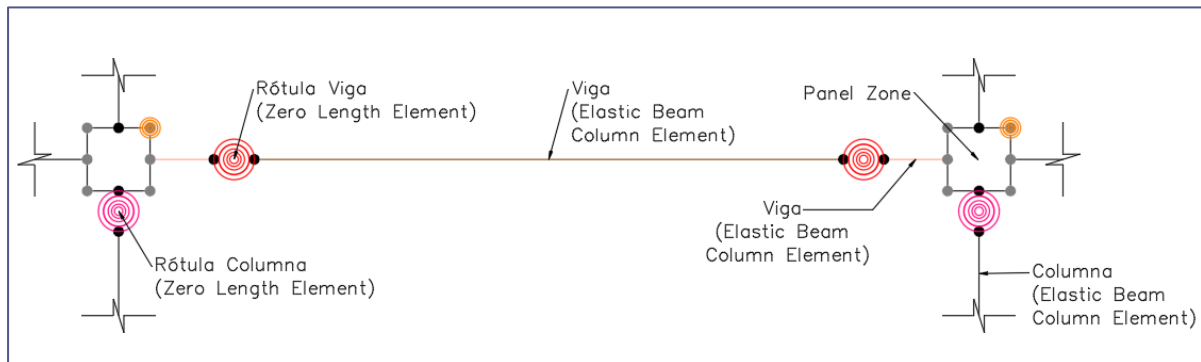 Rótula Viga
(Zero Length Element)
Viga
(Elastic Beam
Column Element)
Panel Zone
Viga
(Elastic Beam
Column Element)
Rótula Columna
(Zero Length Element)
Columna
(Elastic Beam
Column Element)